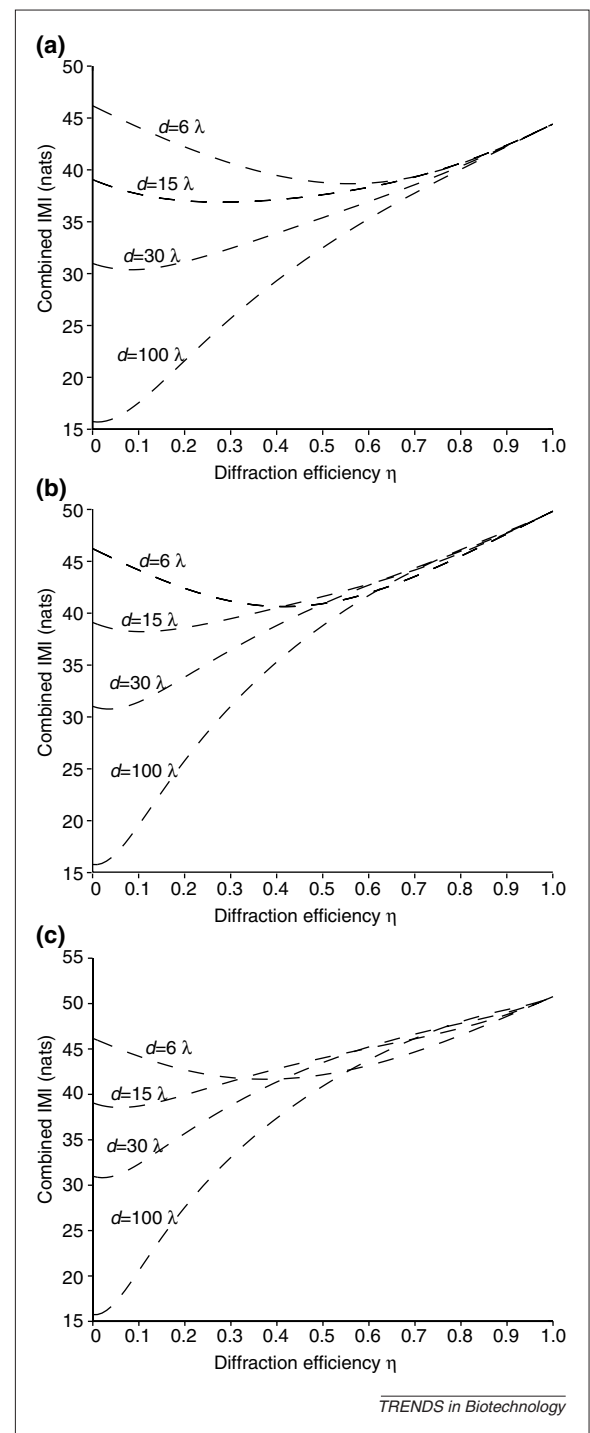 (a)
50
45
40
35
30
25
20
15
Combined IMI (nats)
d=6 λ
d=15 λ
d=30 λ
d=100 λ
0 0.1 0.2 0.3 0.4 0.5 0.6 0.7 0.8 0.9 1.0
Diffraction efficiency η
(b)
50
45
40
35
30
25
20
15
Combined IMI (nats)
d=6 λ
d=15 λ
d=30 λ
d=100 λ
0 0.1 0.2 0.3 0.4 0.5 0.6 0.7 0.8 0.9 1.0
Diffraction efficiency η
(c)
55
50
45
40
35
30
25
20
15
Combined IMI (nats)
d=6 λ
d=15 λ
d=30 λ
d=100 λ
0 0.1 0.2 0.3 0.4 0.5 0.6 0.7 0.8 0.9 1.0
Diffraction efficiency η
TRENDS in Biotechnology